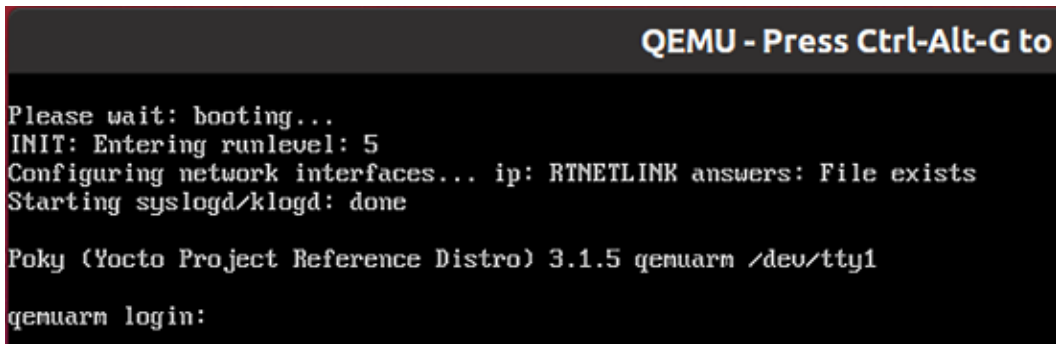 QEMU - Press Ctrl-Alt-G to
Please wait: booting...
INIT: Entering runlevel: 5
Configuring network interfaces... ip: RTNETLINK answers: File exists
Starting syslogd/klogd: done
Poky (Yocto Project Reference Distro) 3.1.5 qemuarm /dev/tty1
qemuarm login: